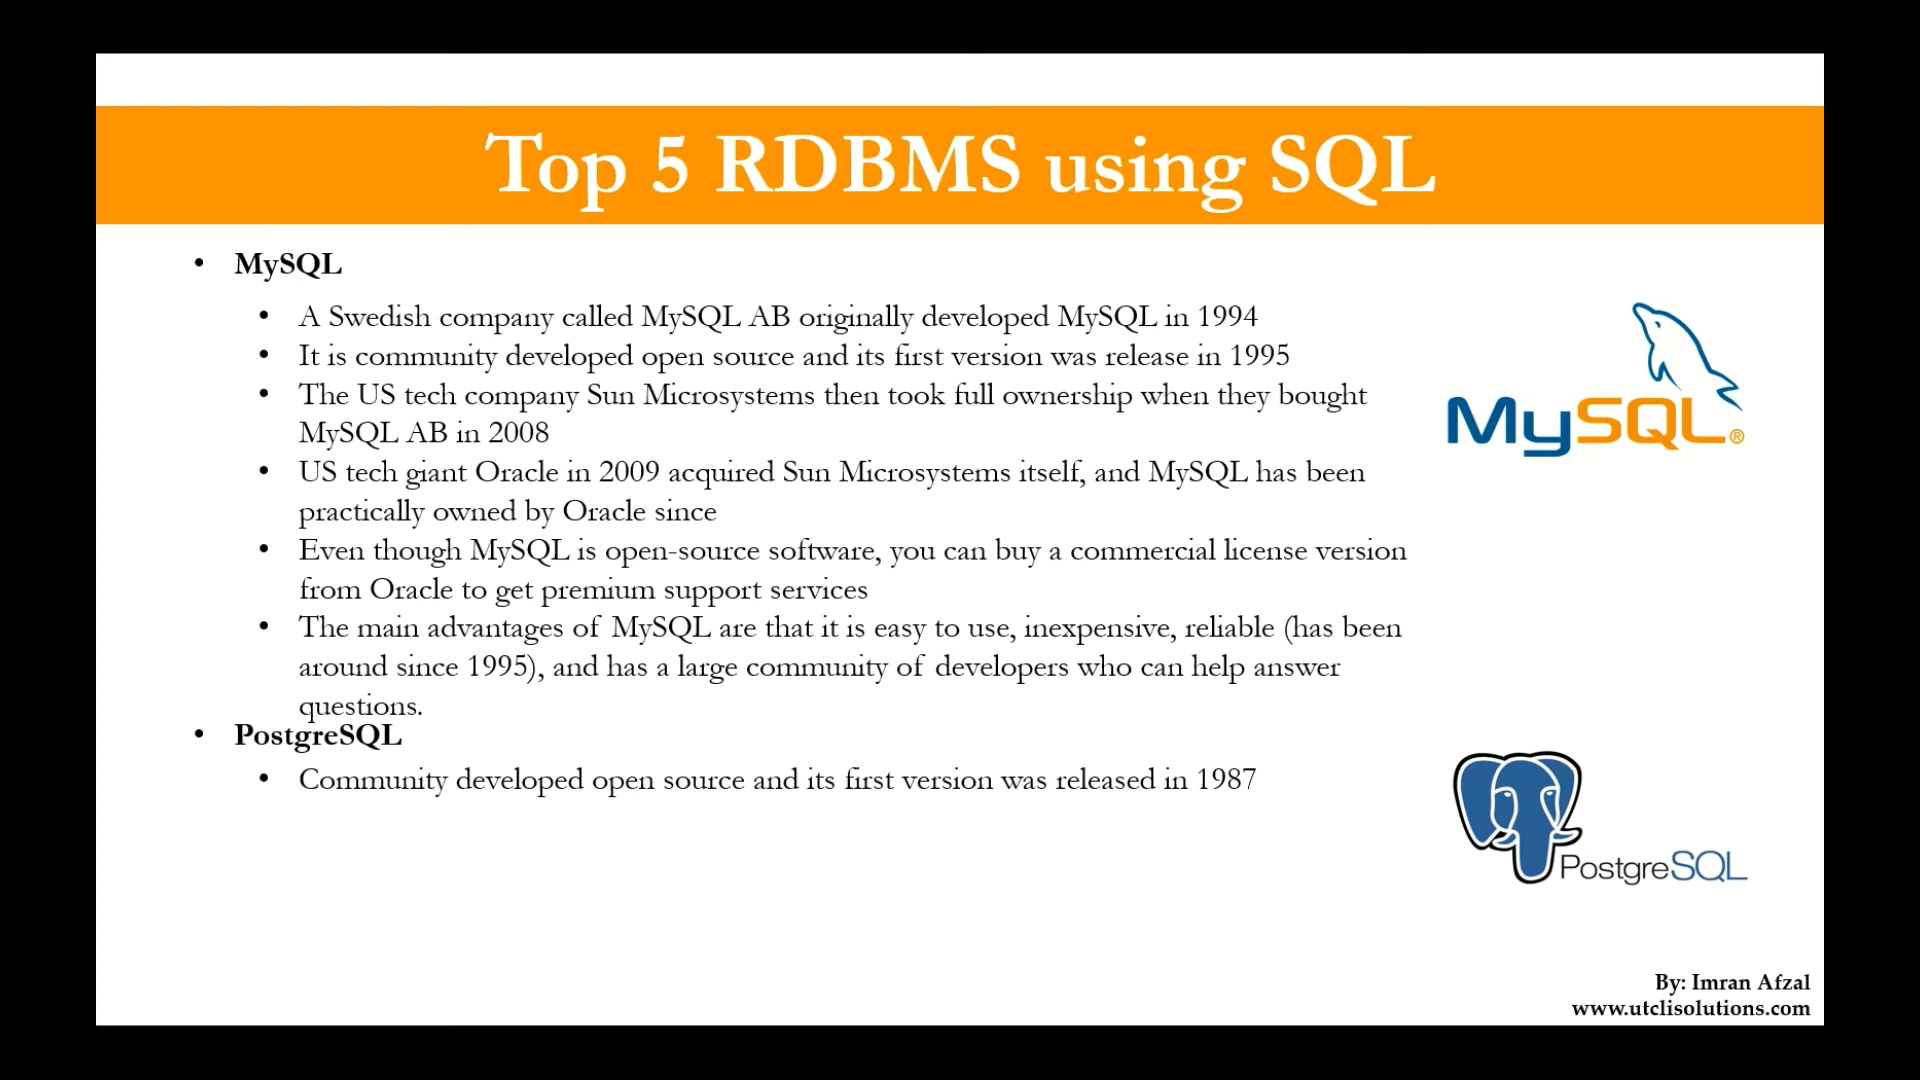 Top 5 RDBMS using SQL
• MySQL
• A Swedish company called MySQL AB originally developed MySQL in 1994
• It is community developed open source and its first version was release in 1995
• The US tech company Sun Microsystems then took full ownership when they bought
MySQL AB in 2008
• US tech giant Oracle in 2009 acquired Sun Microsystems itself, and MySQL has been
practically owned by Oracle since
• Even though MySQL is open-source software, you can buy a commercial license version
from Oracle to get premium support services
• The main advantages of MySQL are that it is easy to use, inexpensive, reliable (has been
around since 1995), and has a large community of developers who can help answer
questions.
MySQL®
• PostgreSQL
• Community developed open source and its first version was released in 1987
PostgreSQL
By: Imran Afzal
www.utclisolutions.com